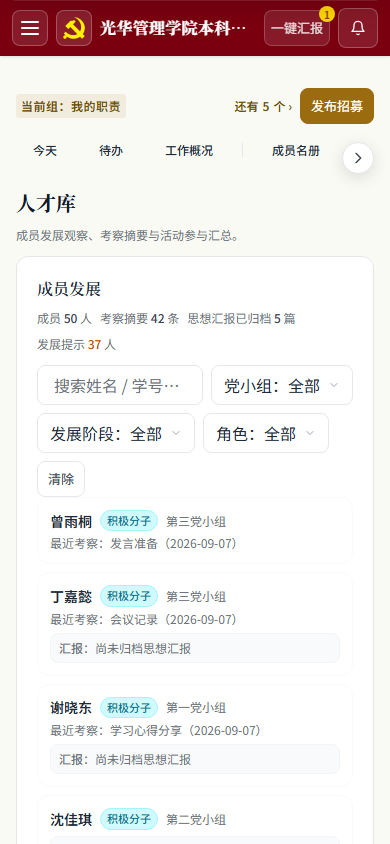 光华管理学院本科…
一键汇报
1
当前组：我的职责
还有 5 个 ›
发布招募
今天
待办
工作概况
成员名册
人才库
成员发展观察、考察摘要与活动参与汇总。
成员发展
成员 50 人 考察摘要 42 条 思想汇报已归档 5 篇
发展提示 37 人
搜索姓名 / 学号…
党小组：全部
发展阶段：全部
角色：全部
清除
曾雨桐 积极分子 第三党小组
最近考察：发言准备（2026-09-07）
丁嘉懿 积极分子 第三党小组
最近考察：会议记录（2026-09-07）
汇报：尚未归档思想汇报
谢晓东 积极分子 第一党小组
最近考察：学习心得分享（2026-09-07）
汇报：尚未归档思想汇报
沈佳琪 积极分子 第二党小组